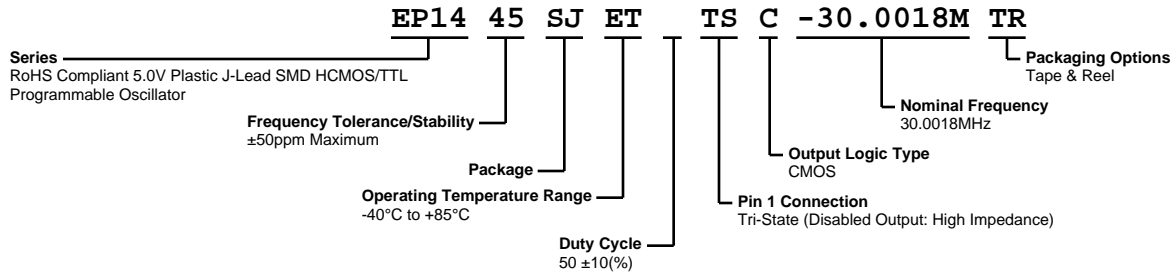 EP14 45 SJ ET TS C -30.0018M TR
Series
RoHS Compliant 5.0V Plastic J-Lead SMD HCMOS/TTL
Programmable Oscillator
Packaging Options
Tape & Reel
Frequency Tolerance/Stability
±50ppm Maximum
Nominal Frequency
30.0018MHz
Package
Output Logic Type
CMOS
Operating Temperature Range
-40°C to +85°C
Pin 1 Connection
Tri-State (Disabled Output: High Impedance)
Duty Cycle
50 ±10(%)